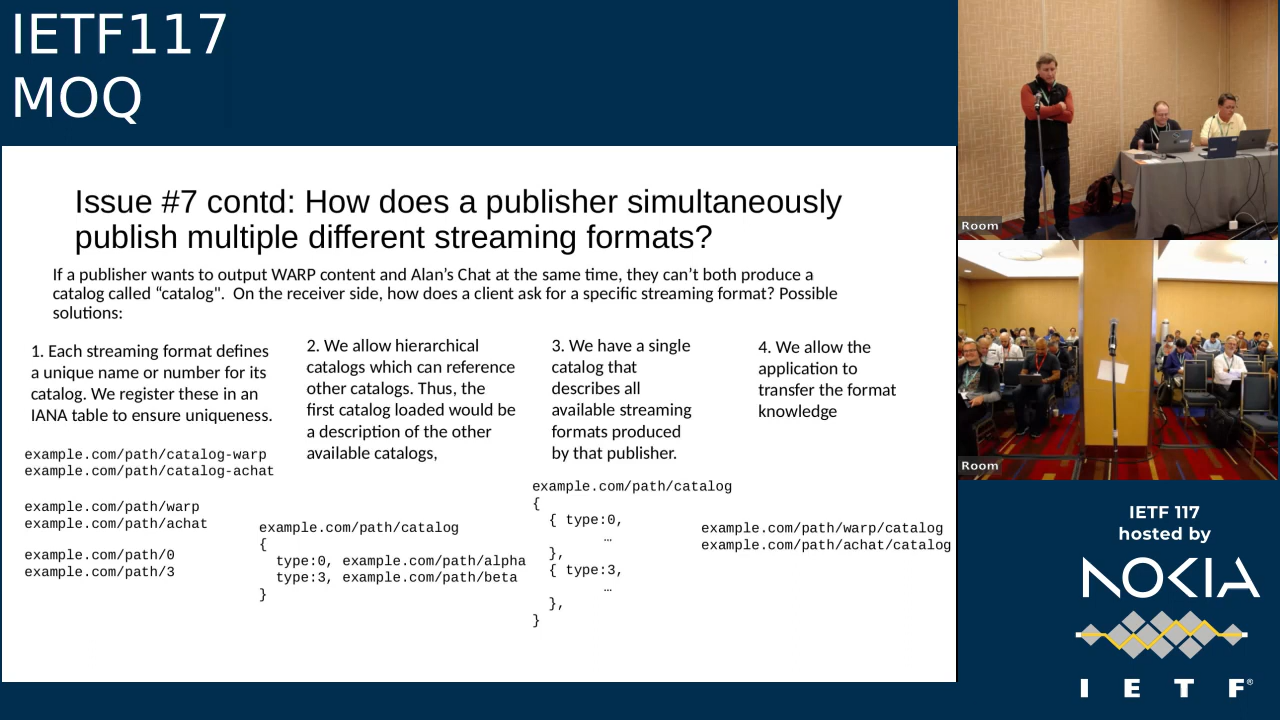 IETF117
MOQ
Issue #7 contd: How does a publisher simultaneously
publish multiple different streaming formats?
If a publisher wants to output WARP content and Alan’s Chat at the same time, they can’t both produce a
catalog called “catalog".  On the receiver side, how does a client ask for a specific streaming format? Possible
solutions:
1. Each streaming format defines
a unique name or number for its
catalog. We register these in an
IANA table to ensure uniqueness.
example.com/path/catalog-warp
example.com/path/catalog-achat
example.com/path/warp
example.com/path/achat
example.com/path/0
example.com/path/3
2. We allow hierarchical
catalogs which can reference
other catalogs. Thus, the
first catalog loaded would be
a description of the other
available catalogs,
example.com/path/catalog
{
type:0, example.com/path/alpha
type:3, example.com/path/beta
}
3. We have a single
catalog that
describes all
available streaming
formats produced
by that publisher.
example.com/path/catalog
{
{ type:0,
…
},
{ type:3,
…
},
}
4. We allow the
application to
transfer the format
knowledge
example.com/path/warp/catalog
example.com/path/achat/catalog
Room
Room
IETF 117
hosted by
NOKIA
I E T F®